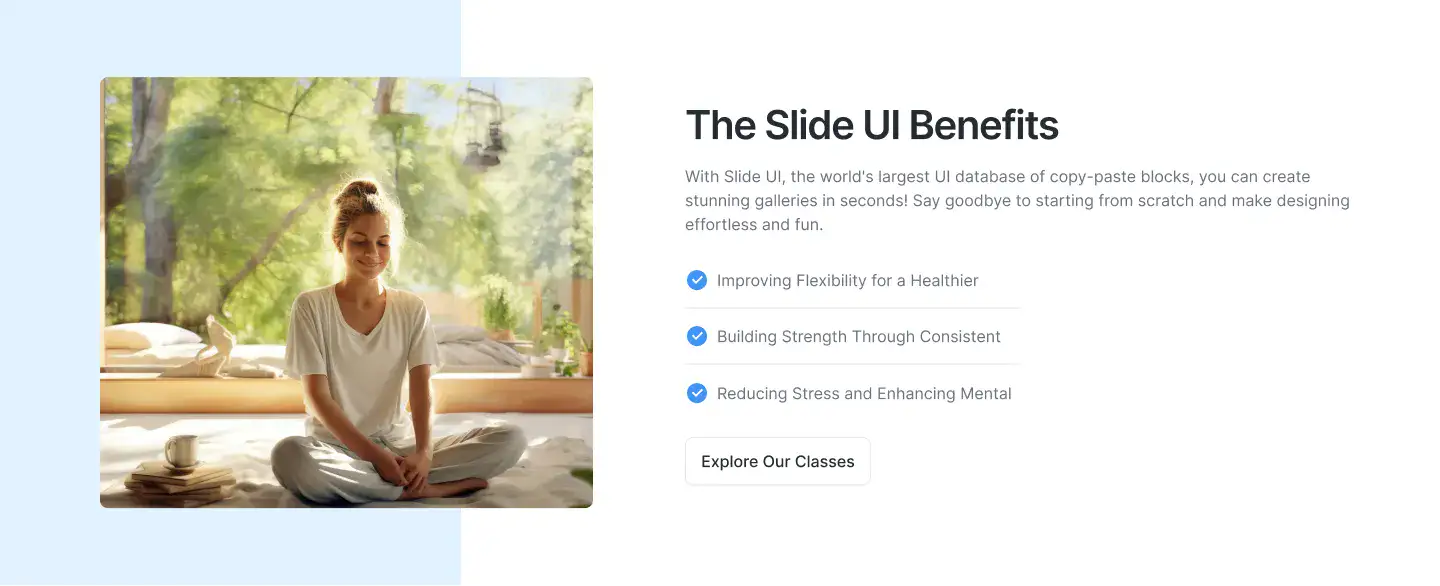 The Slide UI Benefits
With Slide UI, the world's largest UI database of copy-paste blocks, you can create
stunning galleries in seconds! Say goodbye to starting from scratch and make designing
effortless and fun.
Improving Flexibility for a Healthier
Building Strength Through Consistent
Reducing Stress and Enhancing Mental
Explore Our Classes